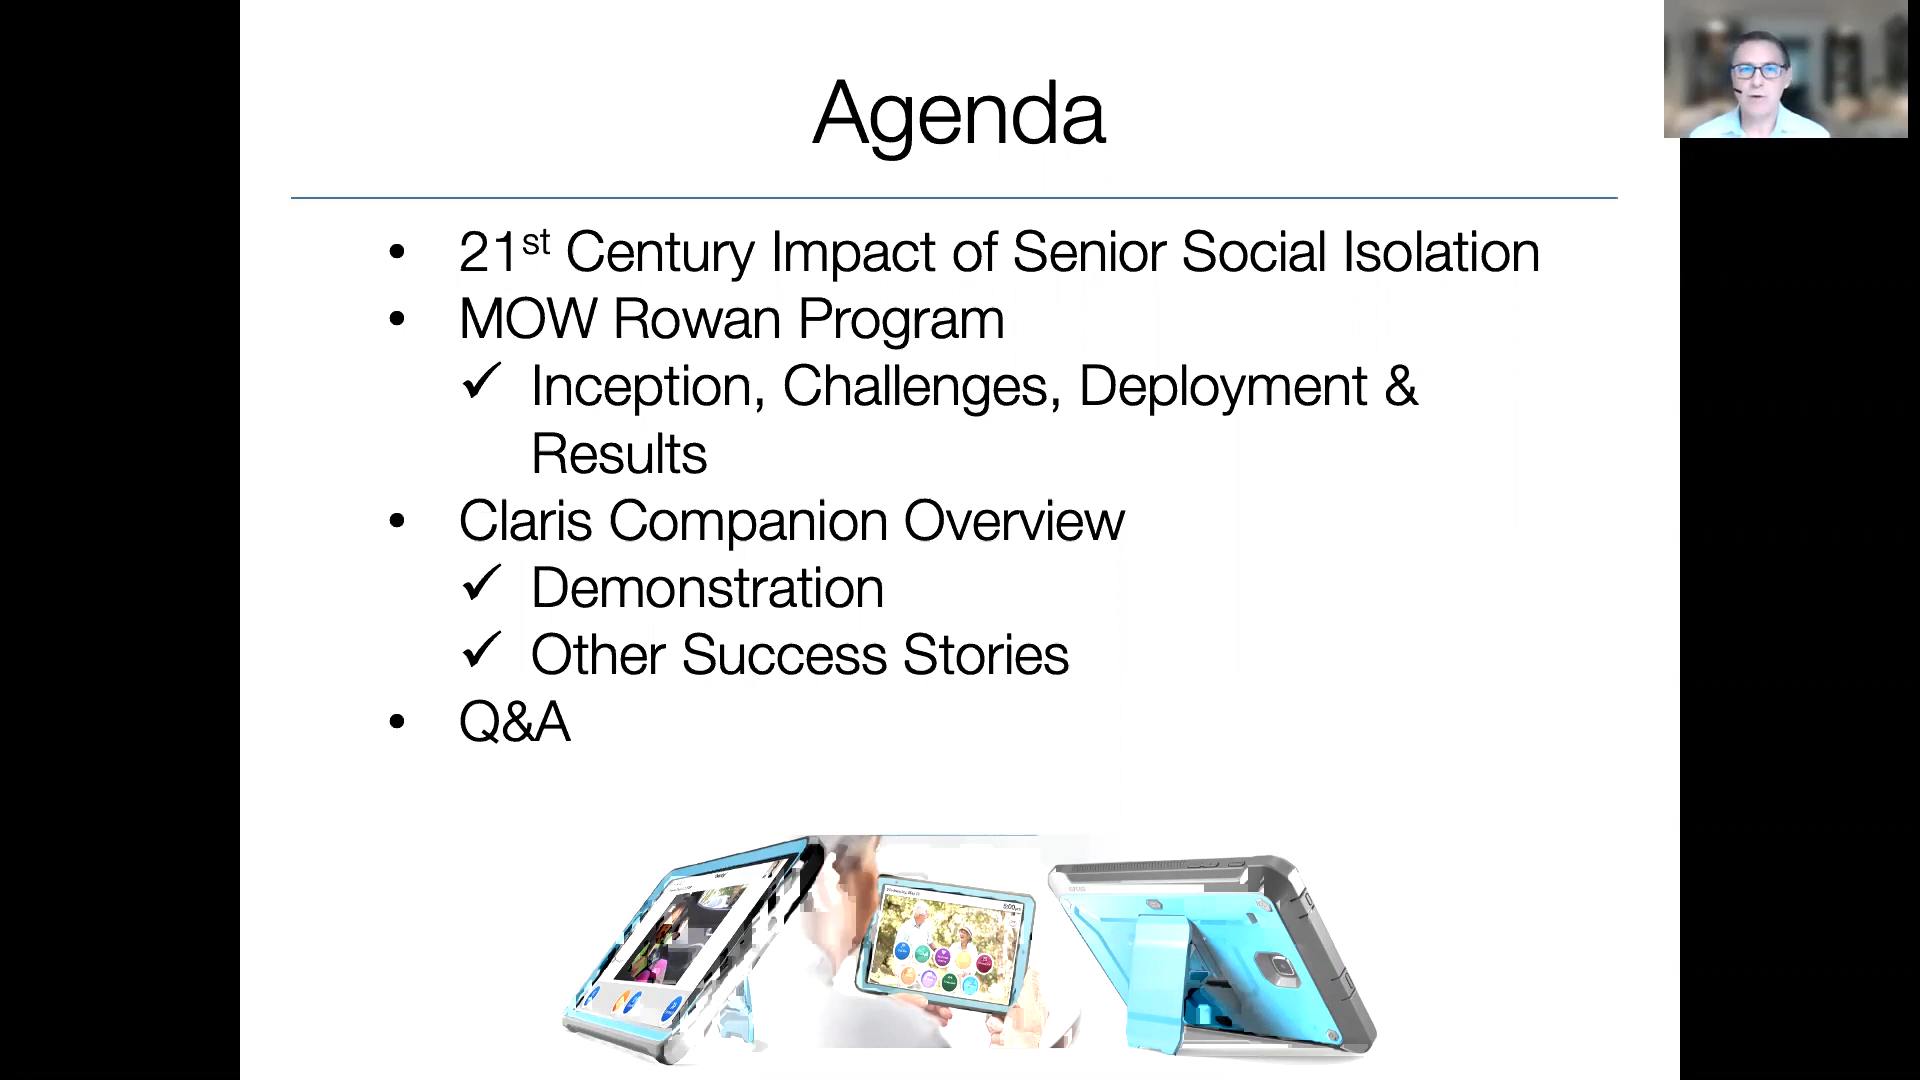 Agenda
• 21st Century Impact of Senior Social Isolation
• MOW Rowan Program
✓ Inception, Challenges, Deployment &
Results
• Claris Companion Overview
✓ Demonstration
✓ Other Success Stories
• Q&A